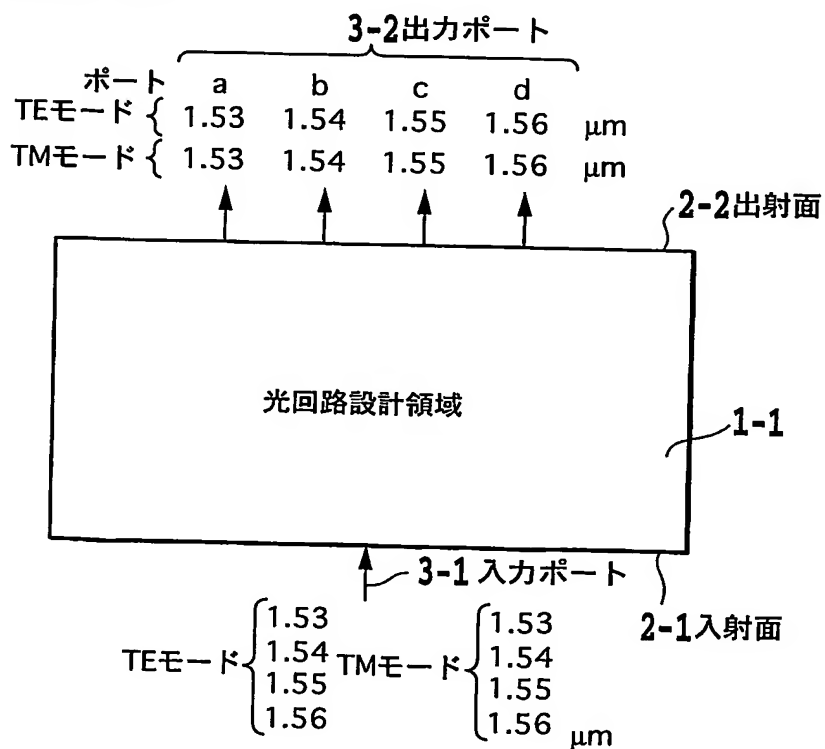 3-2出力ポート
ポート a b c d
TEモード { 1.53 1.54 1.55 1.56 μm
TMモード { 1.53 1.54 1.55 1.56 μm
2-2出射面
光回路設計領域
1-1
3-1 入力ポート
2-1入射面
TEモード { 1.53 1.54 1.55 1.56
TMモード { 1.53 1.54 1.55 1.56 μm